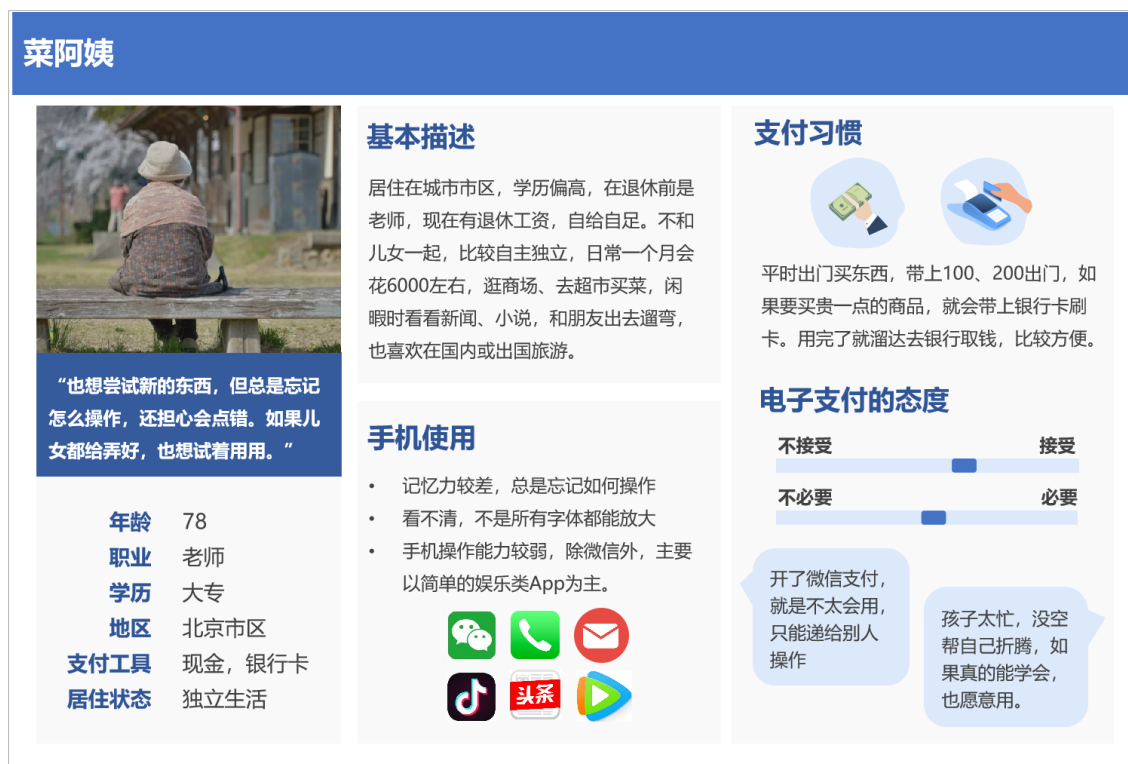 菜阿姨
“也想尝试新的东西，但总是忘记
怎么操作，还担心会点错。如果儿
女都给弄好，也想试着用用。”
年龄 78
职业 老师
学历 大专
地区 北京市区
支付工具 现金，银行卡
居住状态 独立生活
基本描述
居住在城市市区，学历偏高，在退休前是
老师，现在有退休工资，自给自足。不和
儿女一起，比较自主独立，日常一个月会
花6000左右，逛商场、去超市买菜，闲
暇时看看新闻、小说，和朋友出去遛弯，
也喜欢在国内或出国旅游。
手机使用
• 记忆力较差，总是忘记如何操作
• 看不清，不是所有字体都能放大
• 手机操作能力较弱，除微信外，主要
以简单的娱乐类App为主。
头条
支付习惯
平时出门买东西，带上100、200出门，如
果要买贵一点的商品，就会带上银行卡刷
卡。用完了就溜达去银行取钱，比较方便。
电子支付的态度
不接受 接受
不必要 必要
开了微信支付，
就是不太会用，
只能递给别人
操作
孩子太忙，没空
帮自己折腾，如
果真的能学会，
也愿意用。